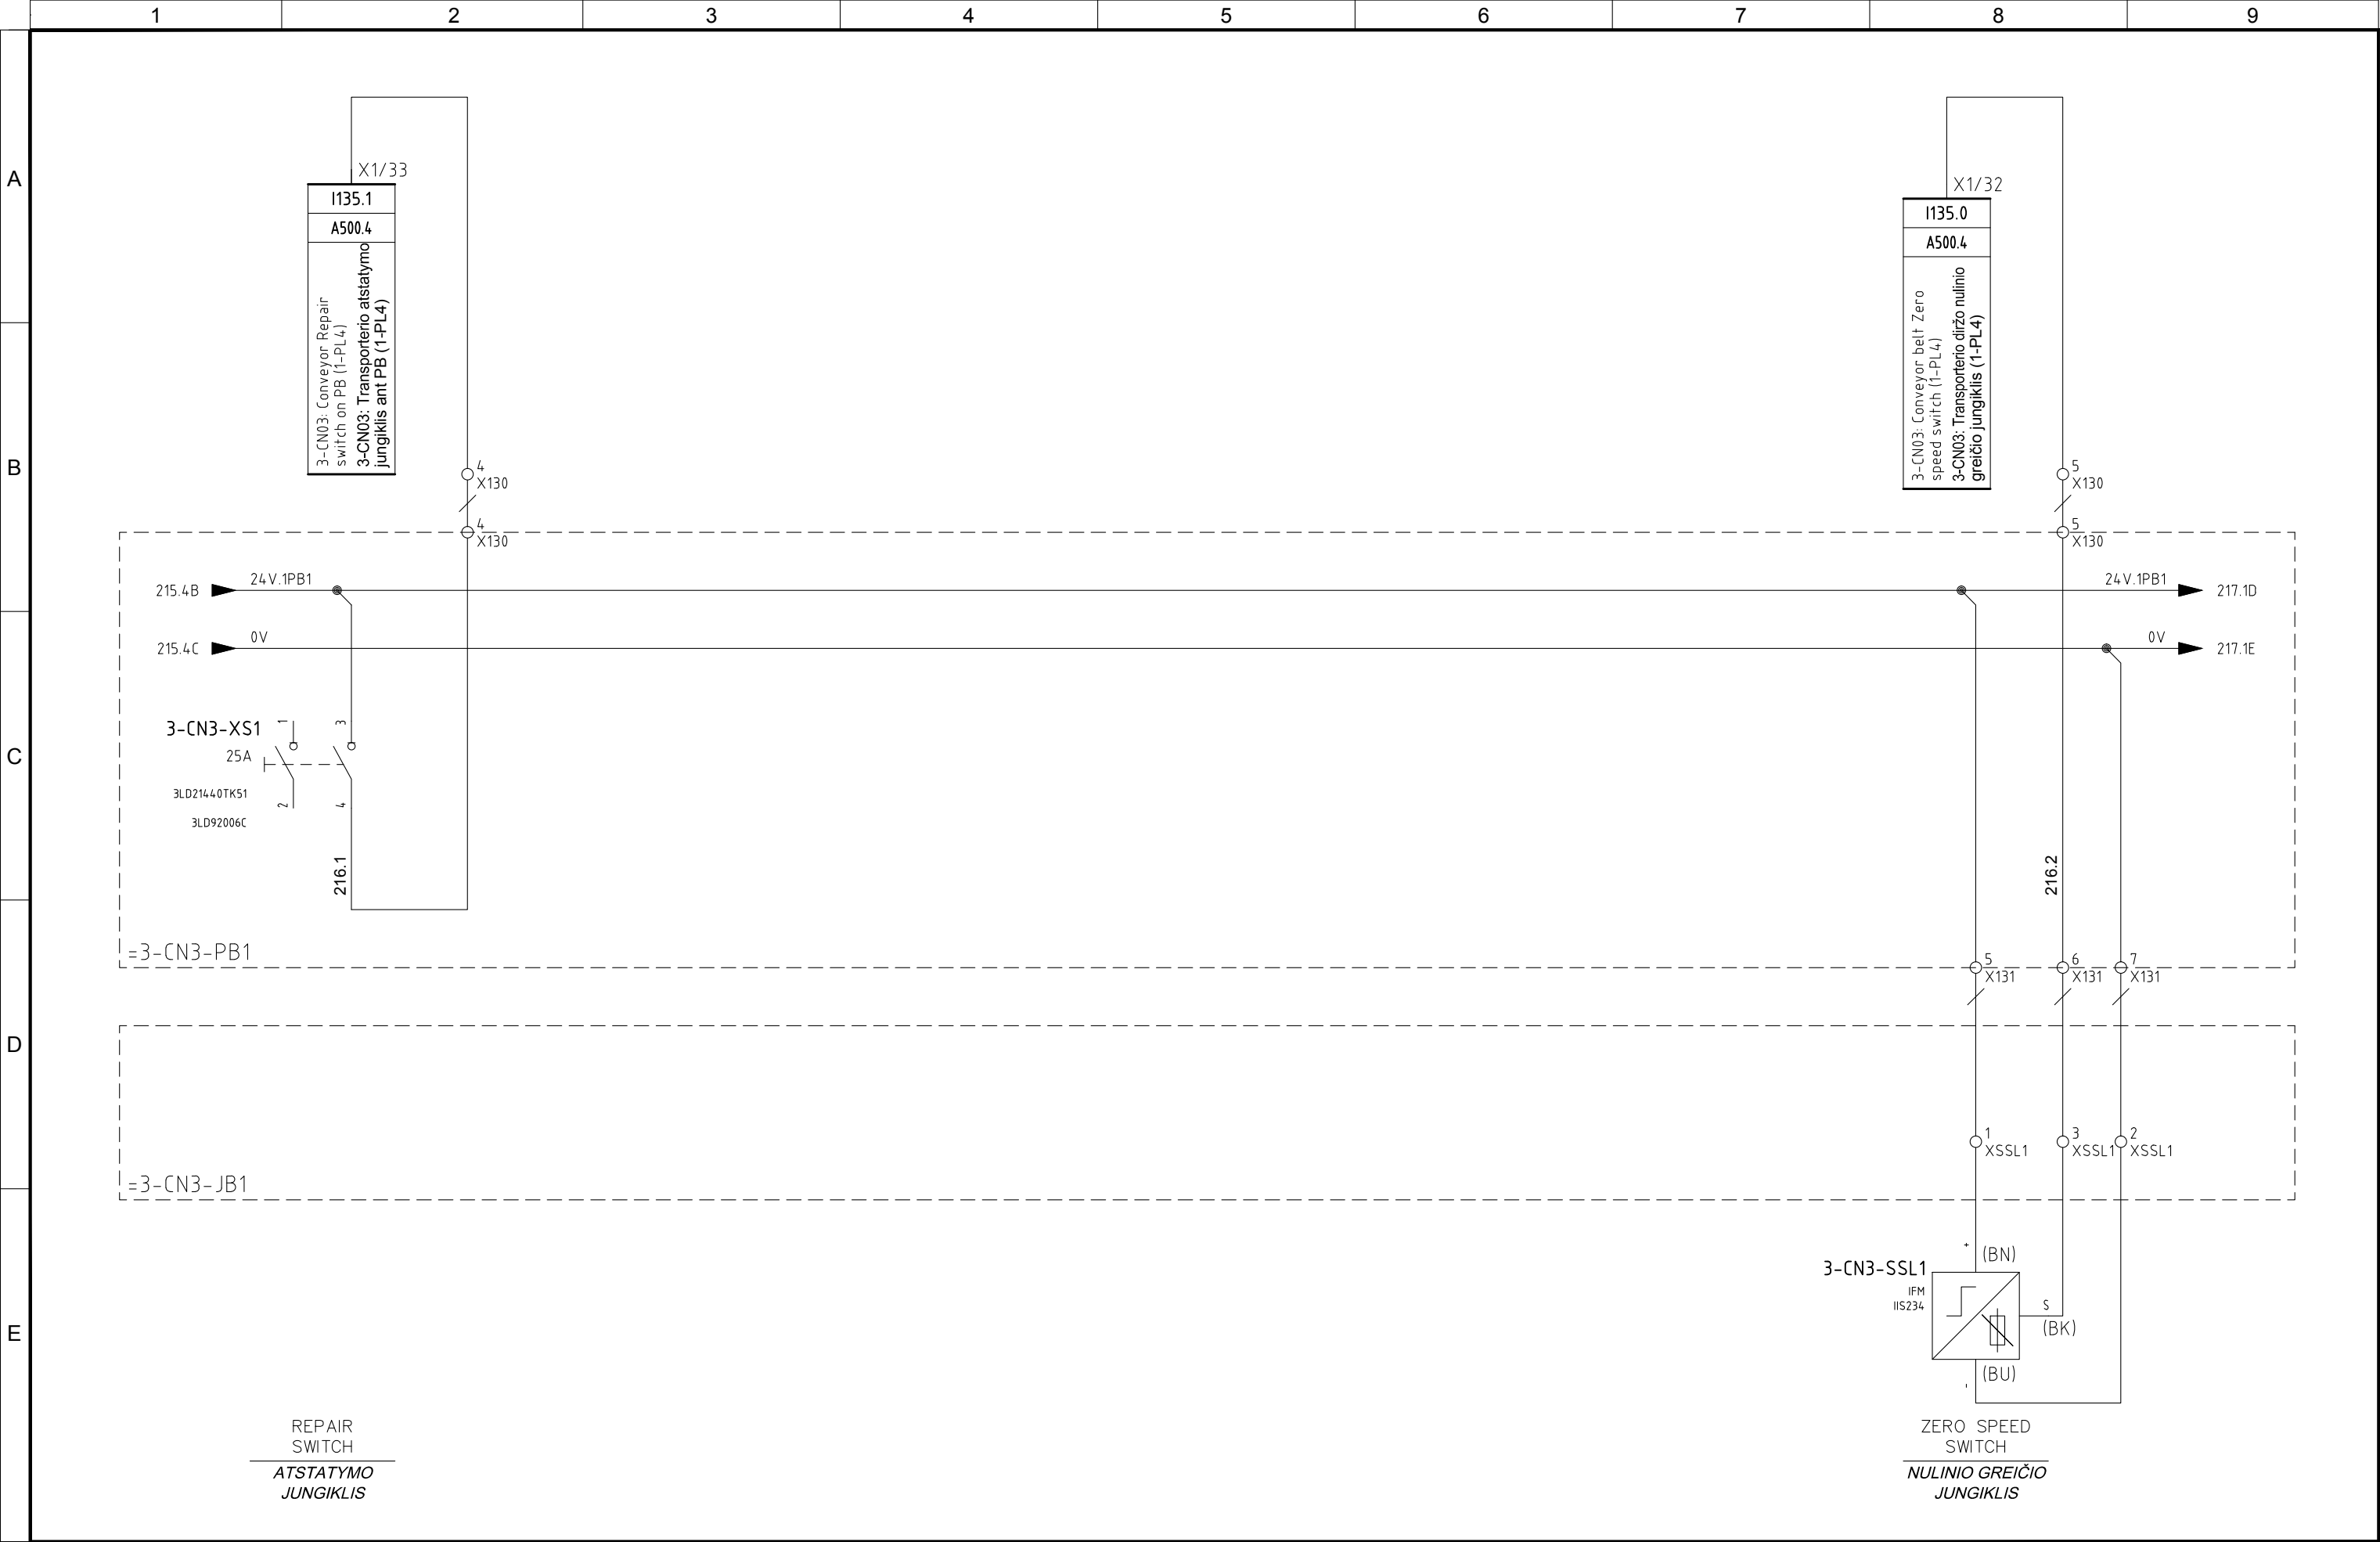 1 2 3 4 5 6 7 8 9
A
B
C
D
E
X1/33
I135.1
A500.4
3-CN03: Conveyor Repair
switch on PB (1-PL4)
3-CN03: Transporterio atstatymo
jungiklis ant PB (1-PL4)
X1/32
I135.0
A500.4
3-CN03: Conveyor belt Zero
speed switch (1-PL4)
3-CN03: Transporterio diržo nulinio
greičio jungiklis (1-PL4)
4
X130
4
X130
5
X130
5
X130
215.4B
24V.1PB1
24V.1PB1
217.1D
215.4C
0V
0V
217.1E
3-CN3-XS1
25A
3LD21440TK51
3LD92006C
1
2
3
4
216.1
216.2
=3-CN3-PB1
5
X131
6
X131
7
X131
=3-CN3-JB1
1
XSSL1
3
XSSL1
2
XSSL1
3-CN3-SSL1
IFM
IIS234
+
(BN)
S
(BK)
(BU)
-
REPAIR
SWITCH
ATSTATYMO
JUNGIKLIS
ZERO SPEED
SWITCH
NULINIO GREIČIO
JUNGIKLIS